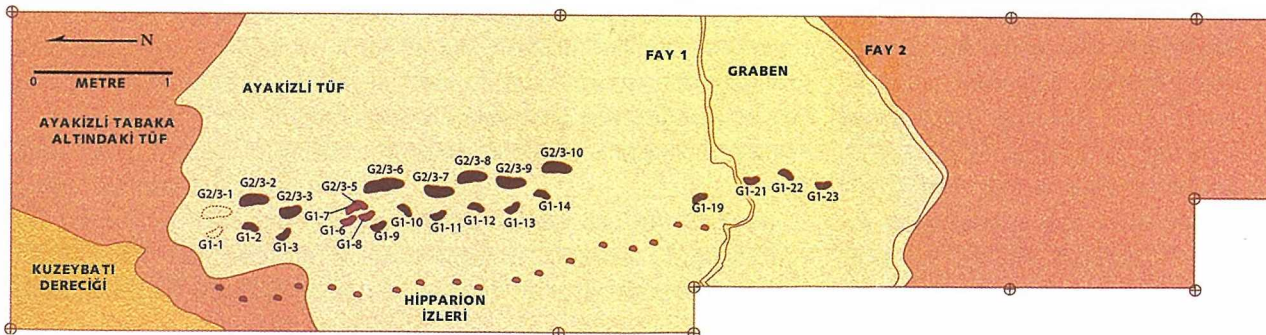 N
0 METRE 1
AYAKİZLİ TABAKA
ALTINDAKİ TÜF
AYAKİZLİ TÜF
FAY 1
GRABEN
FAY 2
G2/3-1
G2/3-2
G2/3-3
G2/3-5
G2/3-6
G2/3-7
G2/3-8
G2/3-9
G2/3-10
G1-1
G1-2
G1-3
G1-6
G1-7
G1-8
G1-9
G1-10
G1-11
G1-12
G1-13
G1-14
G1-19
G1-21
G1-22
G1-23
KUZEYBATI
DERECİĞİ
HİPPARİON
İZLERİ